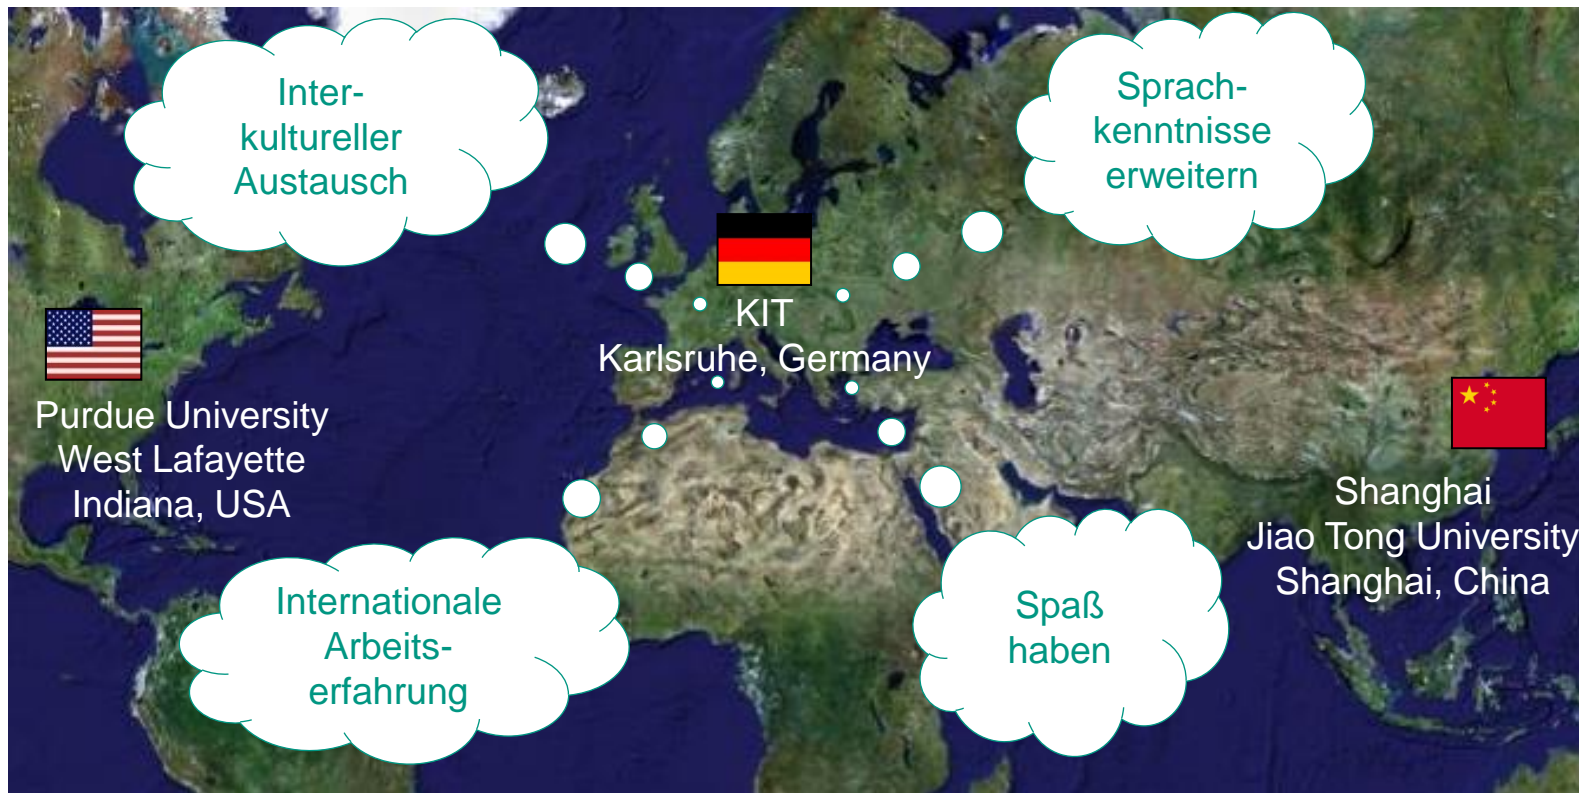 Inter-
kultureller
Austausch
Sprach-
kenntnisse
erweitern
KIT
Karlsruhe, Germany
Purdue University
West Lafayette
Indiana, USA
Shanghai
Jiao Tong University
Shanghai, China
Internationale
Arbeits-
erfahrung
Spaß
haben